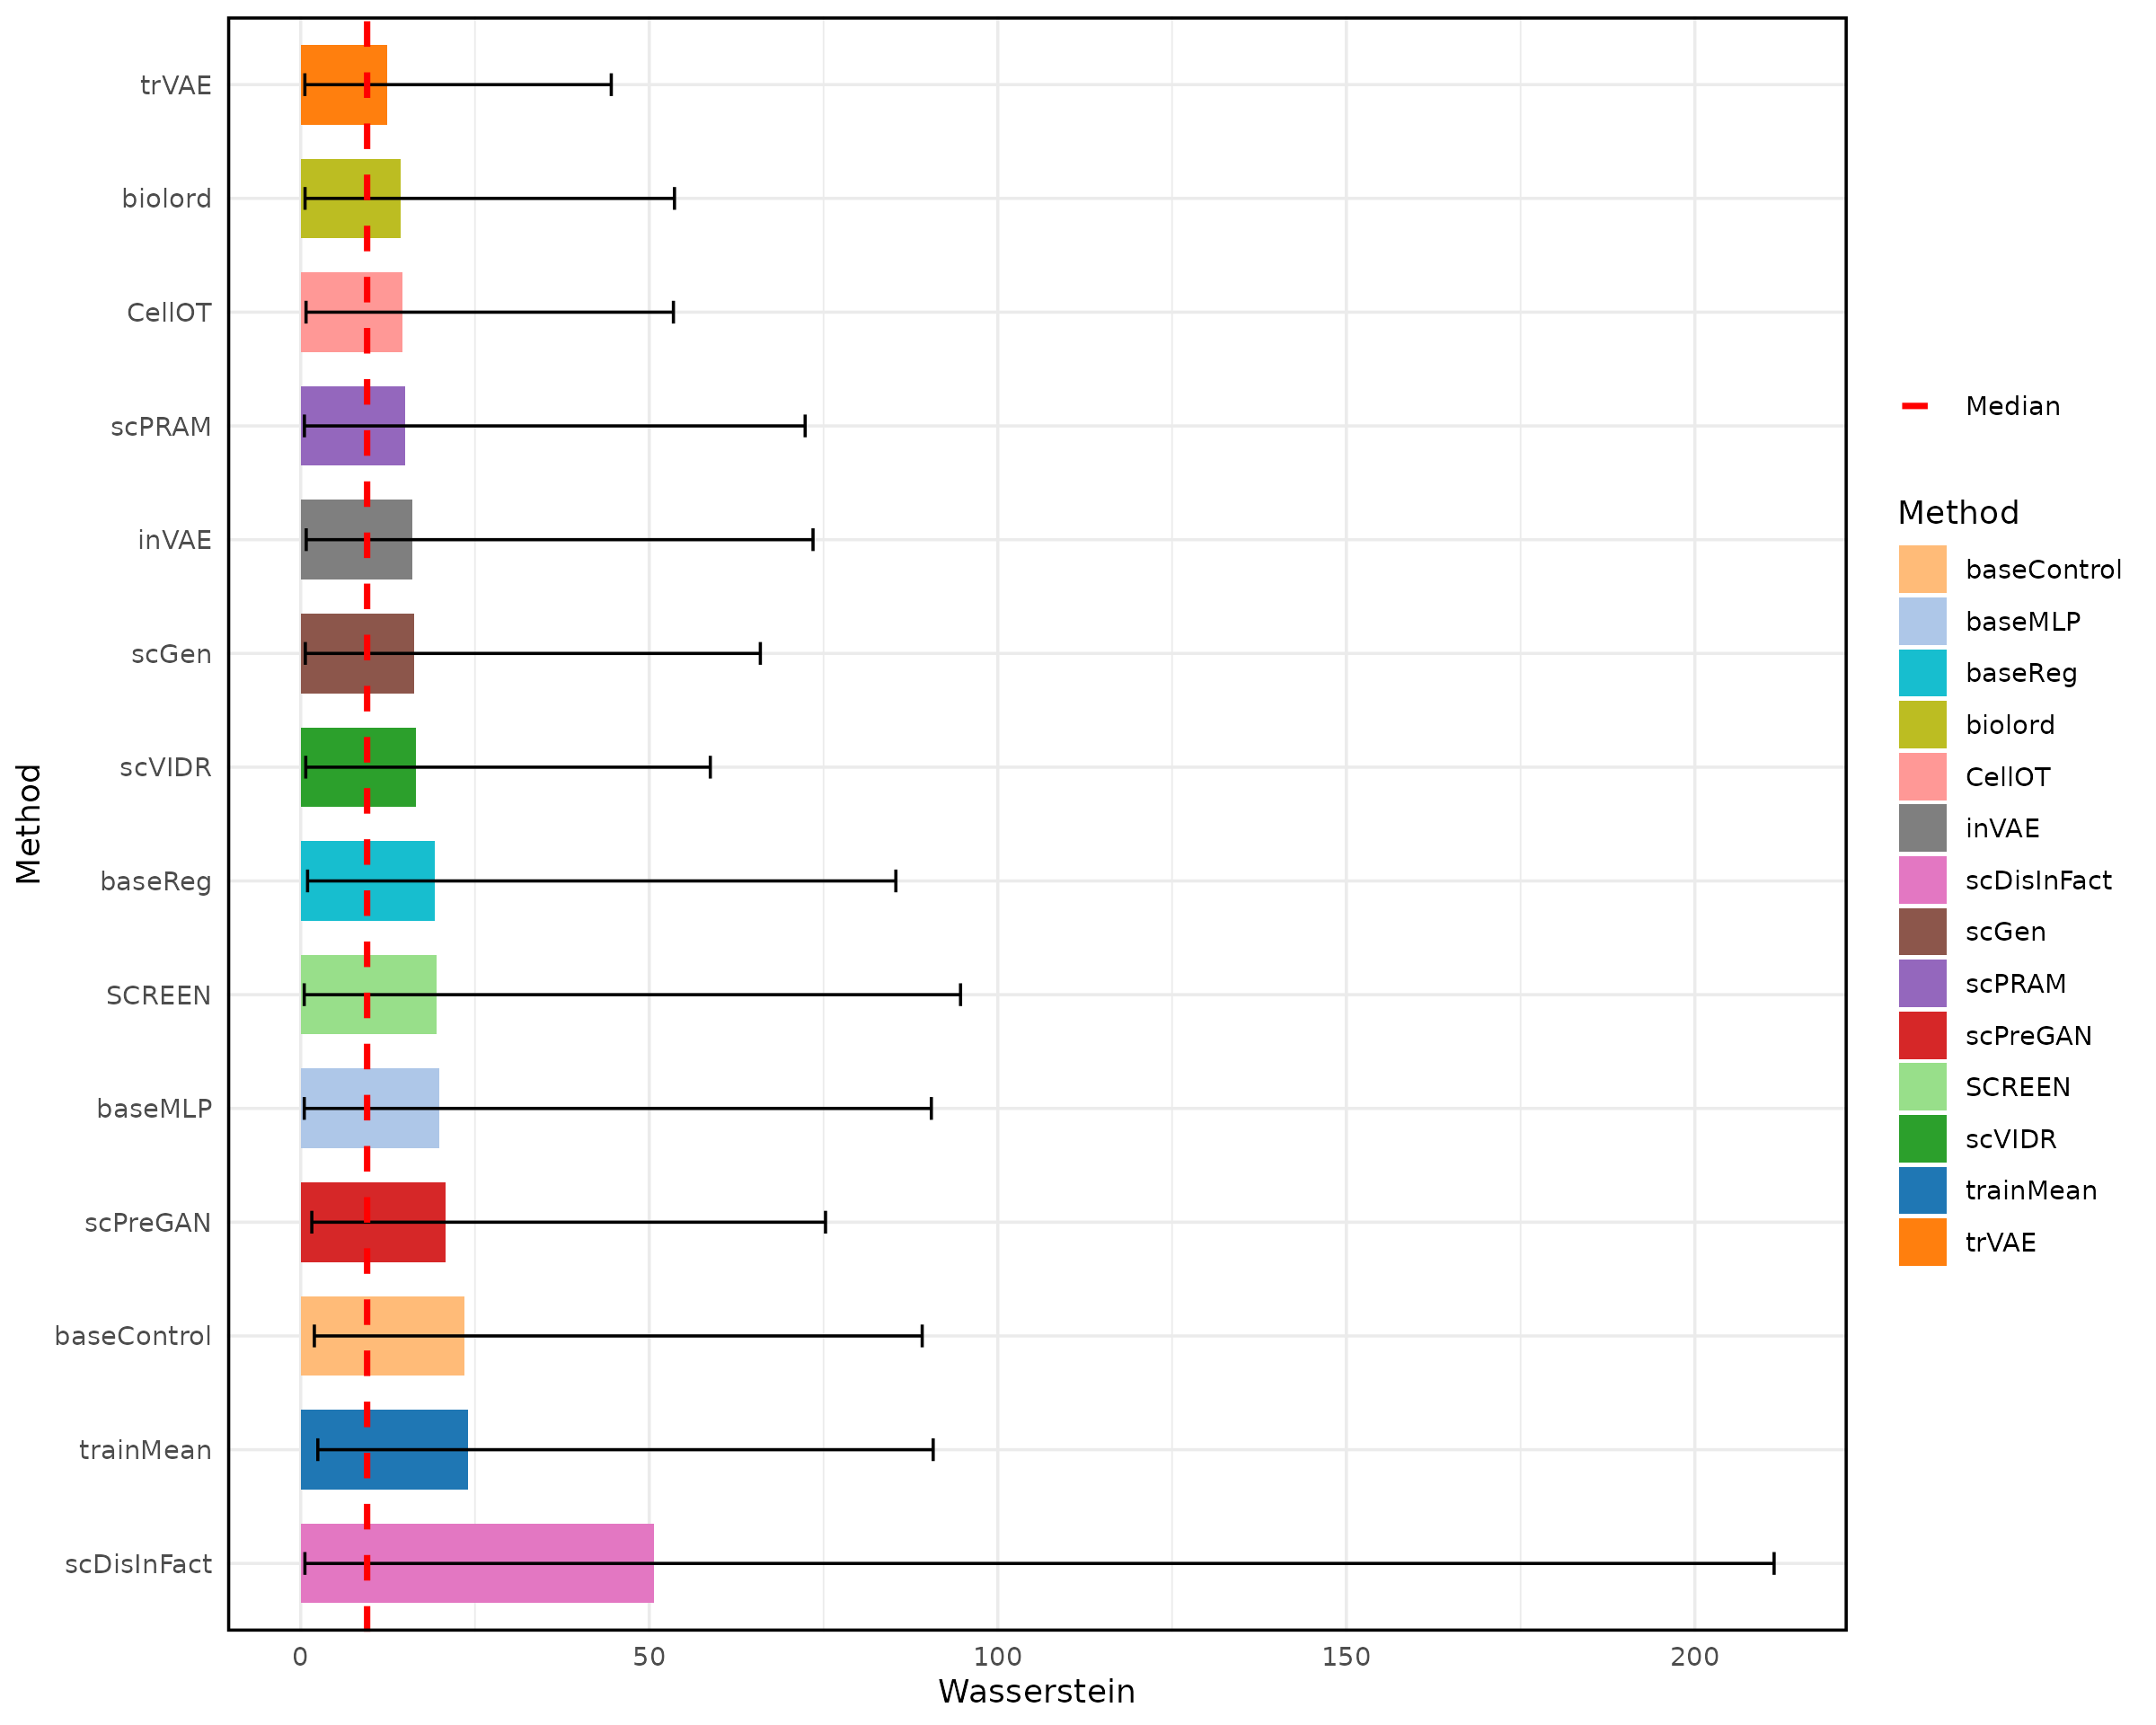 Method
trVAE
biolord
CellOT
scPRAM
inVAE
scGen
scVIDR
baseReg
SCREEN
baseMLP
scPreGAN
baseControl
trainMean
scDisInFact
0 50 100 150 200
Wasserstein
Median
Method
baseControl
baseMLP
baseReg
biolord
CellOT
inVAE
scDisInFact
scGen
scPRAM
scPreGAN
SCREEN
scVIDR
trainMean
trVAE